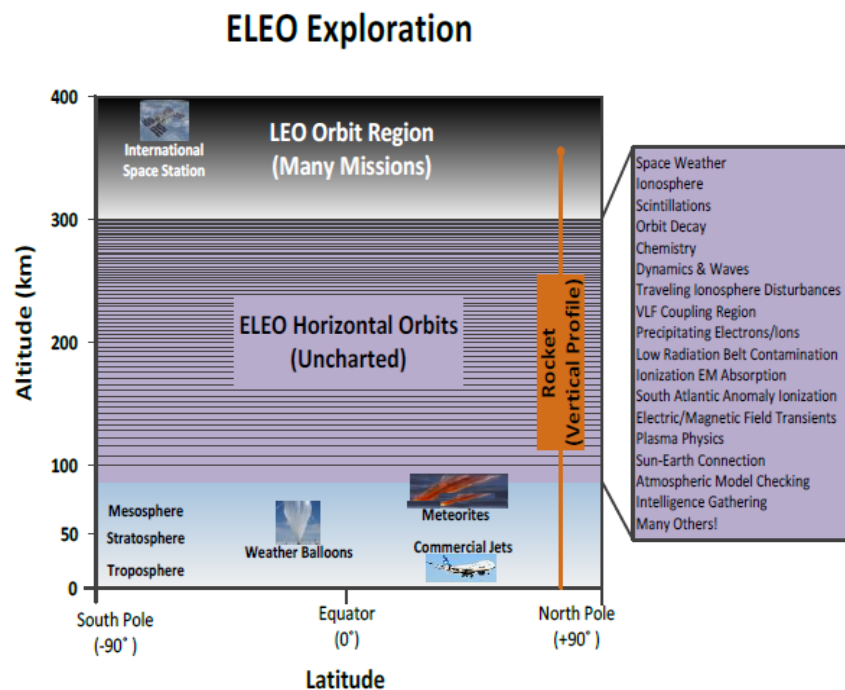 ELEO Exploration
400
300
200
100
50
0
Altitude (km)
International
Space Station
LEO Orbit Region
(Many Missions)
ELEO Horizontal Orbits
(Uncharted)
Rocket
(Vertical Profile)
Mesosphere
Stratosphere
Troposphere
Weather Balloons
Meteorites
Commercial Jets
South Pole
(-90˚ )
Equator
(0˚)
North Pole
(+90˚ )
Latitude
Space Weather
Ionosphere
Scintillations
Orbit Decay
Chemistry
Dynamics & Waves
Traveling Ionosphere Disturbances
VLF Coupling Region
Precipitating Electrons/Ions
Low Radiation Belt Contamination
Ionization EM Absorption
South Atlantic Anomaly Ionization
Electric/Magnetic Field Transients
Plasma Physics
Sun-Earth Connection
Atmospheric Model Checking
Intelligence Gathering
Many Others!